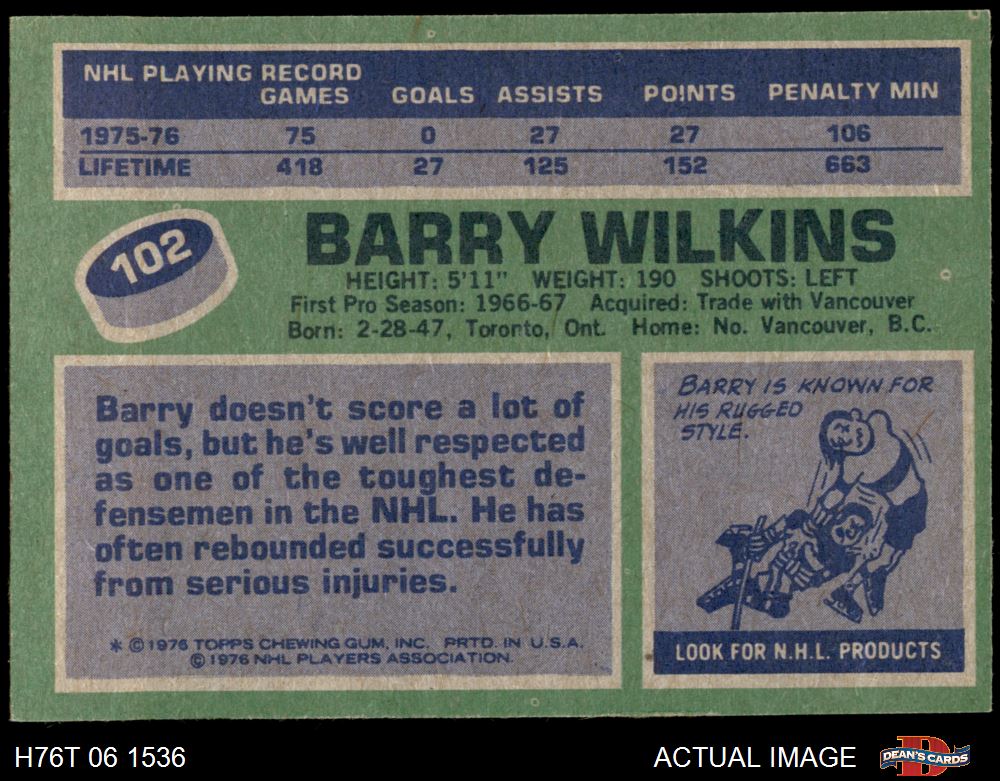 NHL PLAYING RECORD
GAMES GOALS ASSISTS POINTS PENALTY MIN
1975-76 75 0 27 27 106
LIFETIME 418 27 125 152 663
102
BARRY WILKINS
HEIGHT: 5'11" WEIGHT: 190 SHOOTS: LEFT
First Pro Season: 1966-67 Acquired: Trade with Vancouver
Born: 2-28-47, Toronto, Ont. Home: No. Vancouver, B.C.
Barry doesn't score a lot of
goals, but he's well respected
as one of the toughest de-
fensemen in the NHL. He has
often rebounded successfully
from serious injuries.
* © 1976 TOPPS CHEWING GUM, INC. PRTD. IN U.S.A.
© 1976 NHL PLAYERS ASSOCIATION.
BARRY IS KNOWN FOR
HIS RUGGED
STYLE.
LOOK FOR N.H.L. PRODUCTS
H76T 06 1536
ACTUAL IMAGE
DEAN'S CARDS